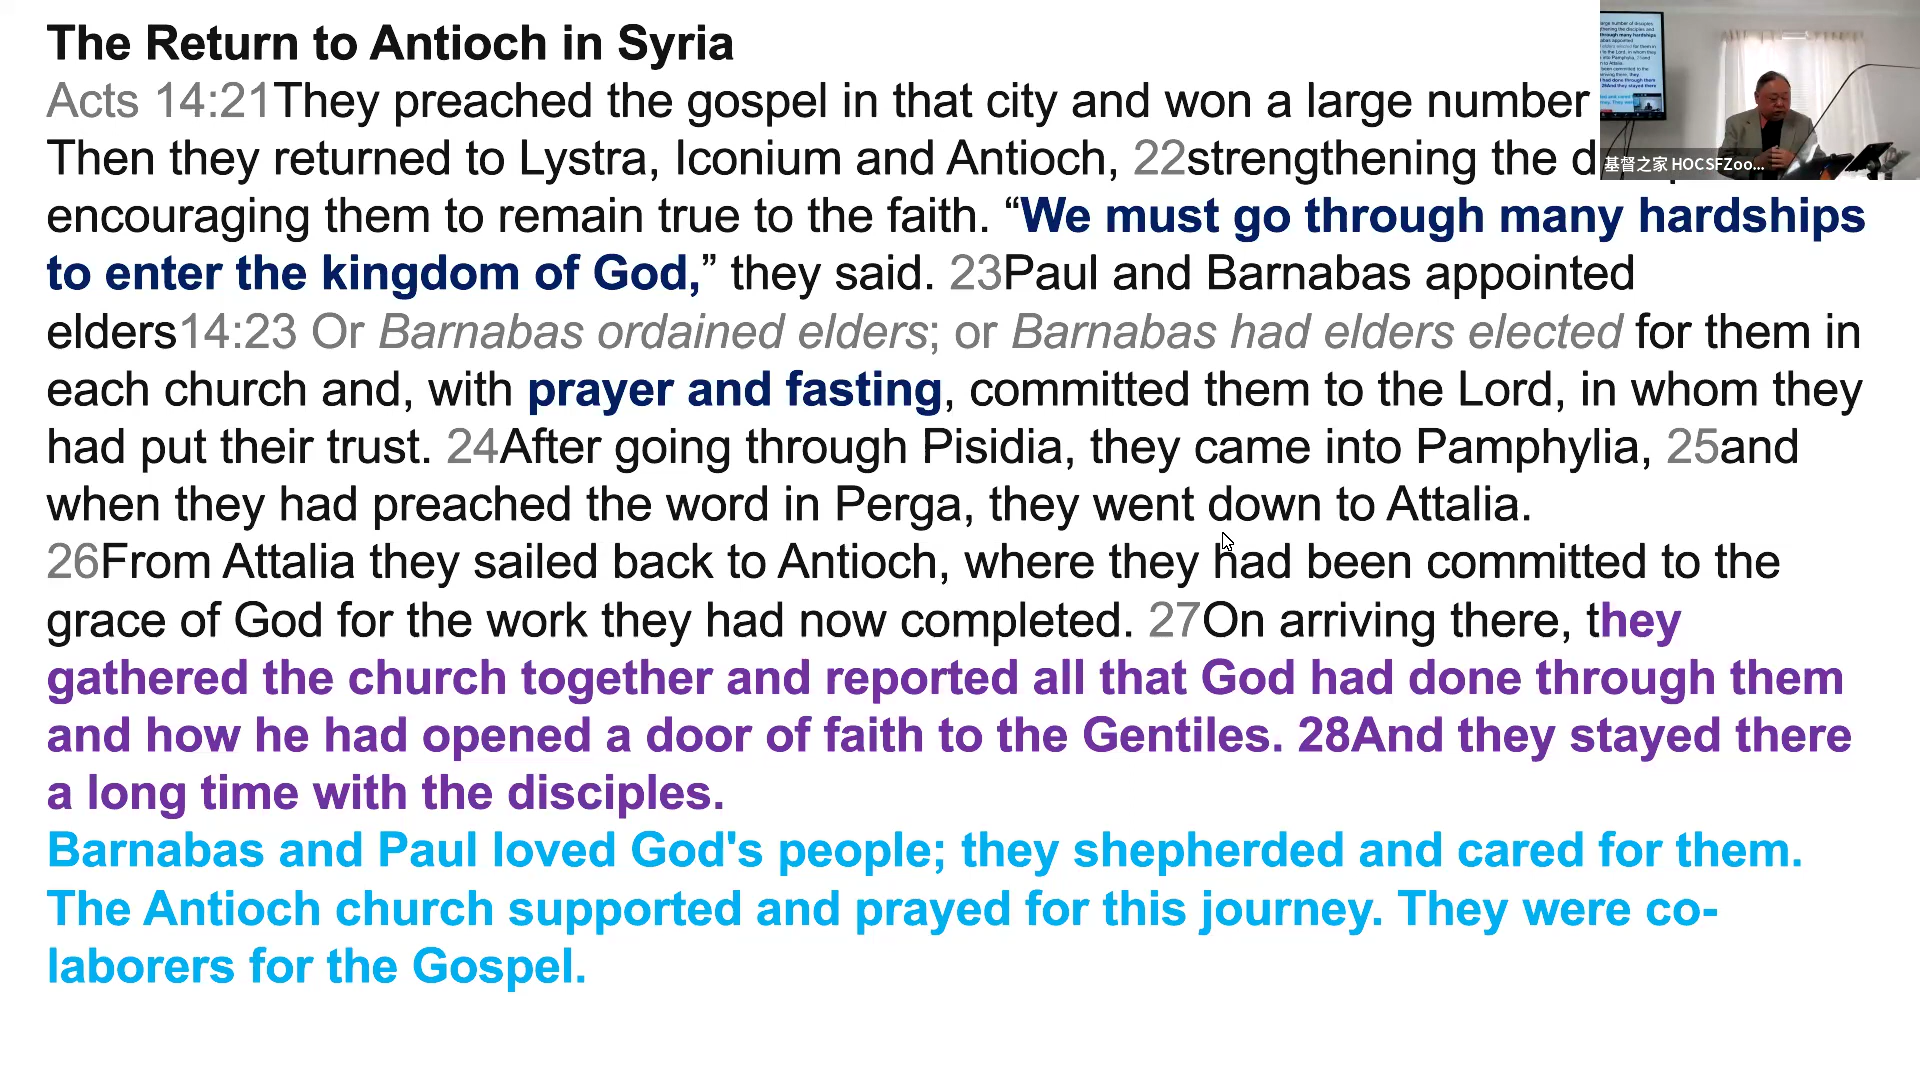 The Return to Antioch in Syria
Acts 14:21They preached the gospel in that city and won a large number
Then they returned to Lystra, Iconium and Antioch, 22strengthening the d
encouraging them to remain true to the faith. “We must go through many hardships
to enter the kingdom of God,” they said. 23Paul and Barnabas appointed
elders14:23 Or Barnabas ordained elders; or Barnabas had elders elected for them in
each church and, with prayer and fasting, committed them to the Lord, in whom they
had put their trust. 24After going through Pisidia, they came into Pamphylia, 25and
when they had preached the word in Perga, they went down to Attalia.
26From Attalia they sailed back to Antioch, where they had been committed to the
grace of God for the work they had now completed. 27On arriving there, they
gathered the church together and reported all that God had done through them
and how he had opened a door of faith to the Gentiles. 28And they stayed there
a long time with the disciples.
Barnabas and Paul loved God's people; they shepherded and cared for them.
The Antioch church supported and prayed for this journey. They were co-
laborers for the Gospel.
基督之家 HOCSFZoo...